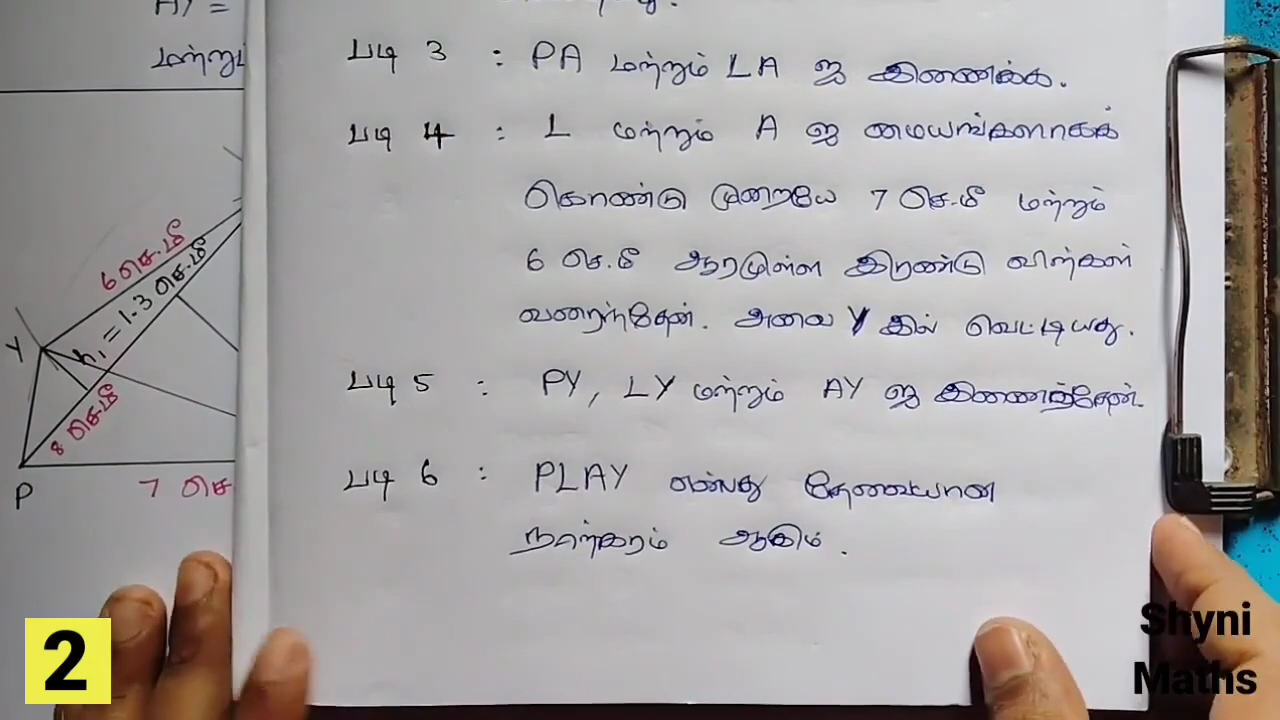 AY =
மற்றும்
படி 3 : PA மற்றும் LA ஐ இணைக்க.
படி 4 : L மற்றும் A ஐ மையங்களாகக்
கொண்டு முறையே 7 செ.மீ மற்றும்
6 செ.மீ ஆரமுள்ள இரண்டு விற்கள்
வரைந்தேன். அவை Y இல் வெட்டியது.
படி 5 : PY, LY மற்றும் AY ஐ இணைத்தேன்.
படி 6 : PLAY என்பது தேவையான
நாற்கரம் ஆகும்.
6 செ.மீ
h₁ = 1.3 செ.மீ
Y
8 செ.மீ
P
7 செ
2
Shyni
Maths